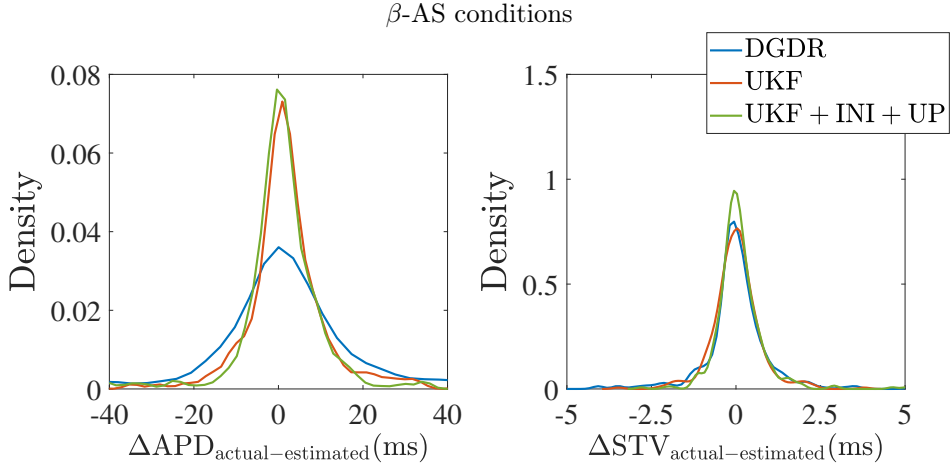 β-AS conditions
DGDR
UKF
UKF + INI + UP
0.08
0.06
0.04
0.02
0
Density
-40 -20 0 20 40
ΔAPDactual−estimated(ms)
1.5
1
0.5
0
Density
-5 -2.5 0 2.5 5
ΔSTVactual−estimated(ms)